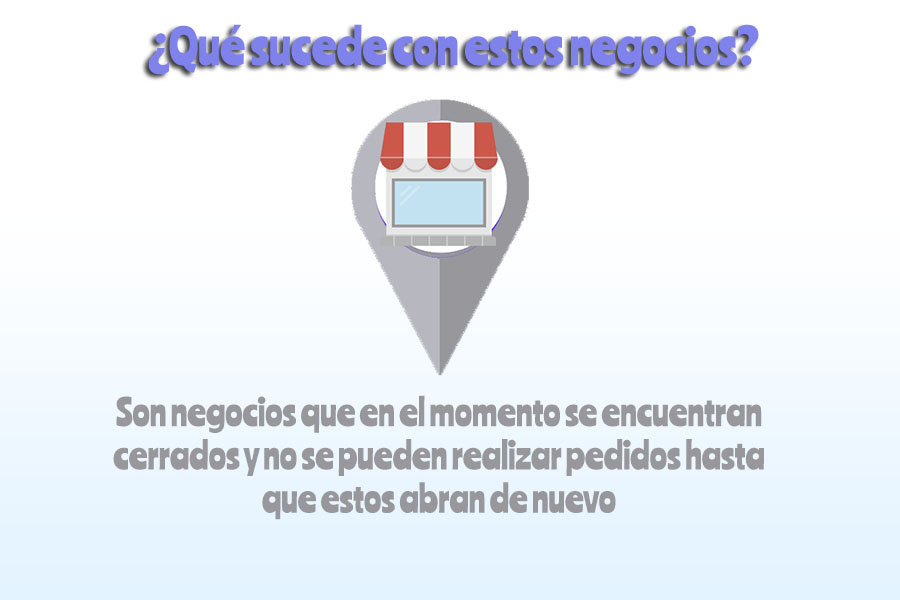 ¿Qué sucede con estos negocios?
Son negocios que en el momento se encuentran
cerrados y no se pueden realizar pedidos hasta
que estos abran de nuevo